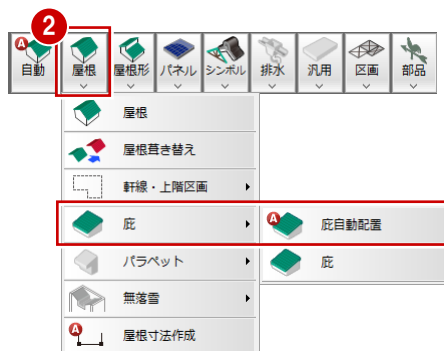 2
A 自動 屋根 屋根形 パネル シンボル 排水 汎用 区画 部品
屋根
屋根葺き替え
軒線・上階区画
庇
A 庇自動配置
パラペット
庇
無落雪
A 屋根寸法作成